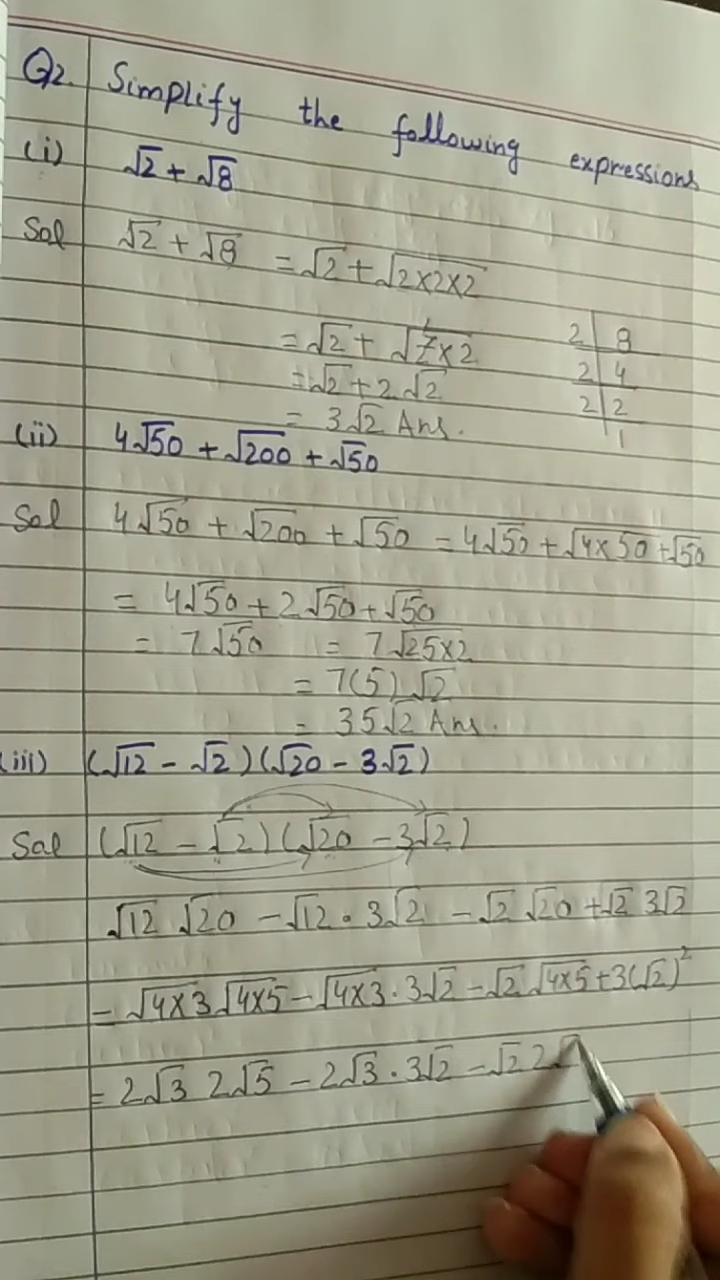 Q2. Simplify the following expressions
(i) √2 + √8
Sol √2 + √8 = √2 + √2×2×2
= √2 + √2²×2
= √2 + 2√2
= 3√2 Ans.
2 | 8
2 | 4
2 | 2
1
(ii) 4√50 + √200 + √50
Sol 4√50 + √200 + √50 = 4√50 + √4×50 + √50
= 4√50 + 2√50 + √50
= 7√50 = 7√25×2
= 7(5)√2
= 35√2 Ans.
(iii) (√12 - √2)(√20 - 3√2)
Sol (√12 - √2)(√20 - 3√2)
√12 √20 - √12 · 3√2 - √2 √20 + √2 3√2
= √4×3 √4×5 - √4×3 · 3√2 - √2 √4×5 + 3(√2)²
= 2√3 2√5 - 2√3 · 3√2 - √2 2√